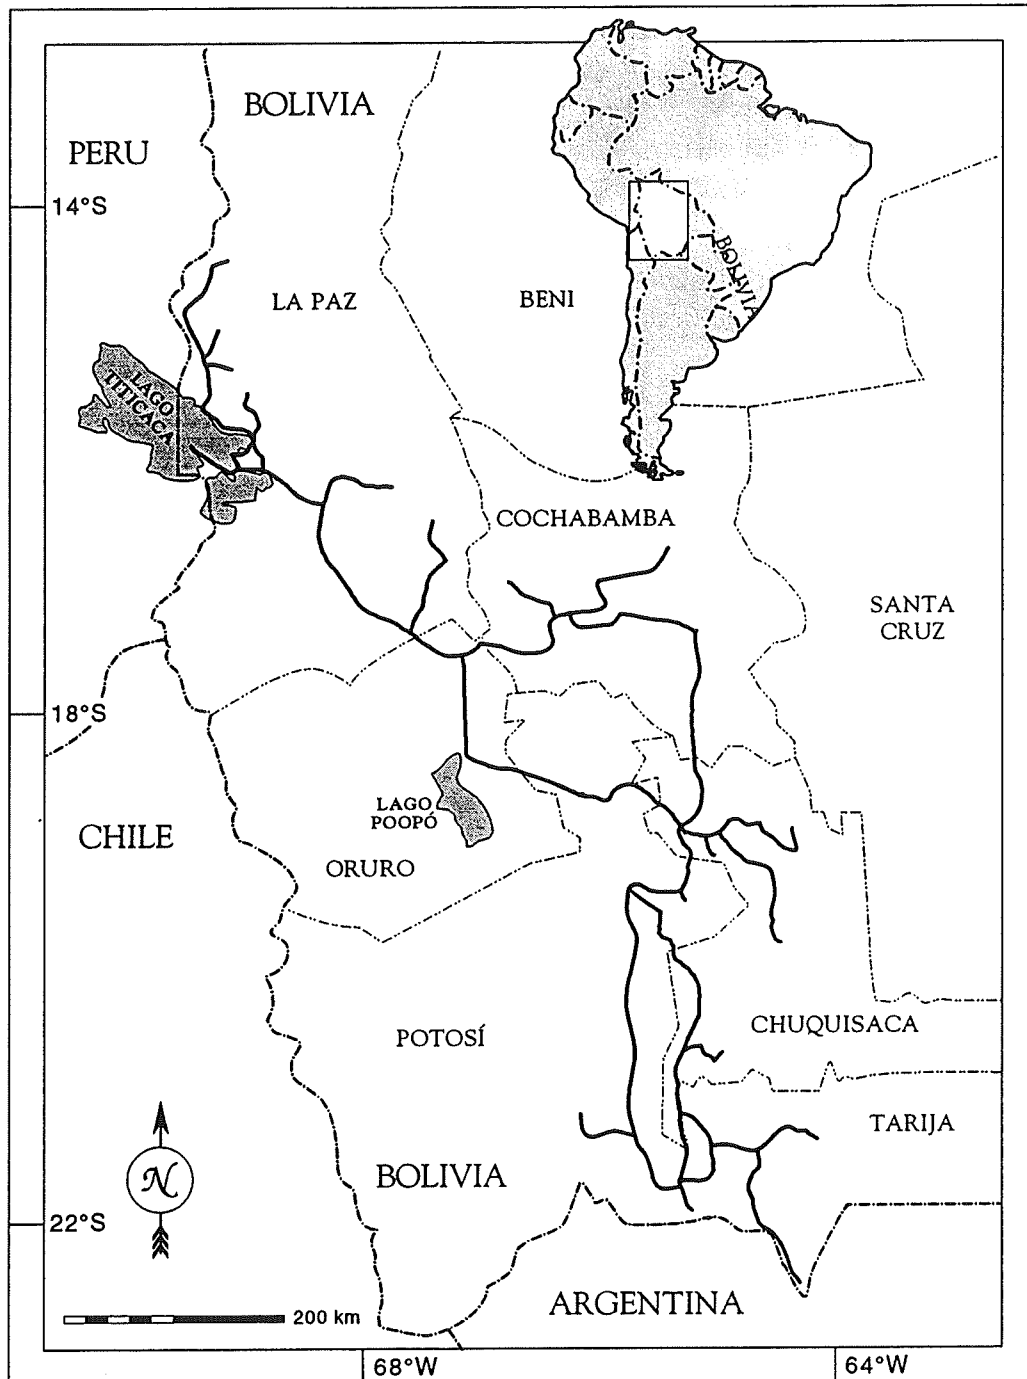 BOLIVIA
PERU
14°S
BOLIVIA
LA PAZ
BENI
LAGO
TITICACA
COCHABAMBA
SANTA
CRUZ
18°S
LAGO
POOPÓ
CHILE
ORURO
POTOSÍ
CHUQUISACA
TARIJA
N
BOLIVIA
22°S
ARGENTINA
200 km
68°W
64°W